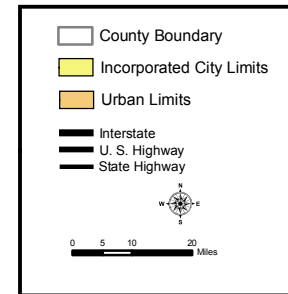 County Boundary
Incorporated City Limits
Urban Limits
Interstate
U. S. Highway
State Highway
N
W E
S
0 5 10 20
Miles